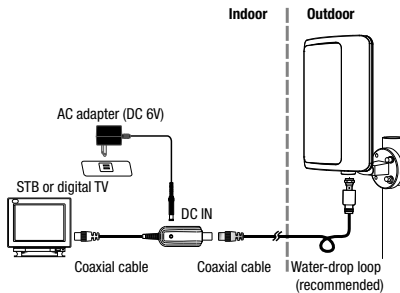 Indoor
Outdoor
AC adapter (DC 6V)
STB or digital TV
DC IN
Coaxial cable
Coaxial cable
Water-drop loop
(recommended)